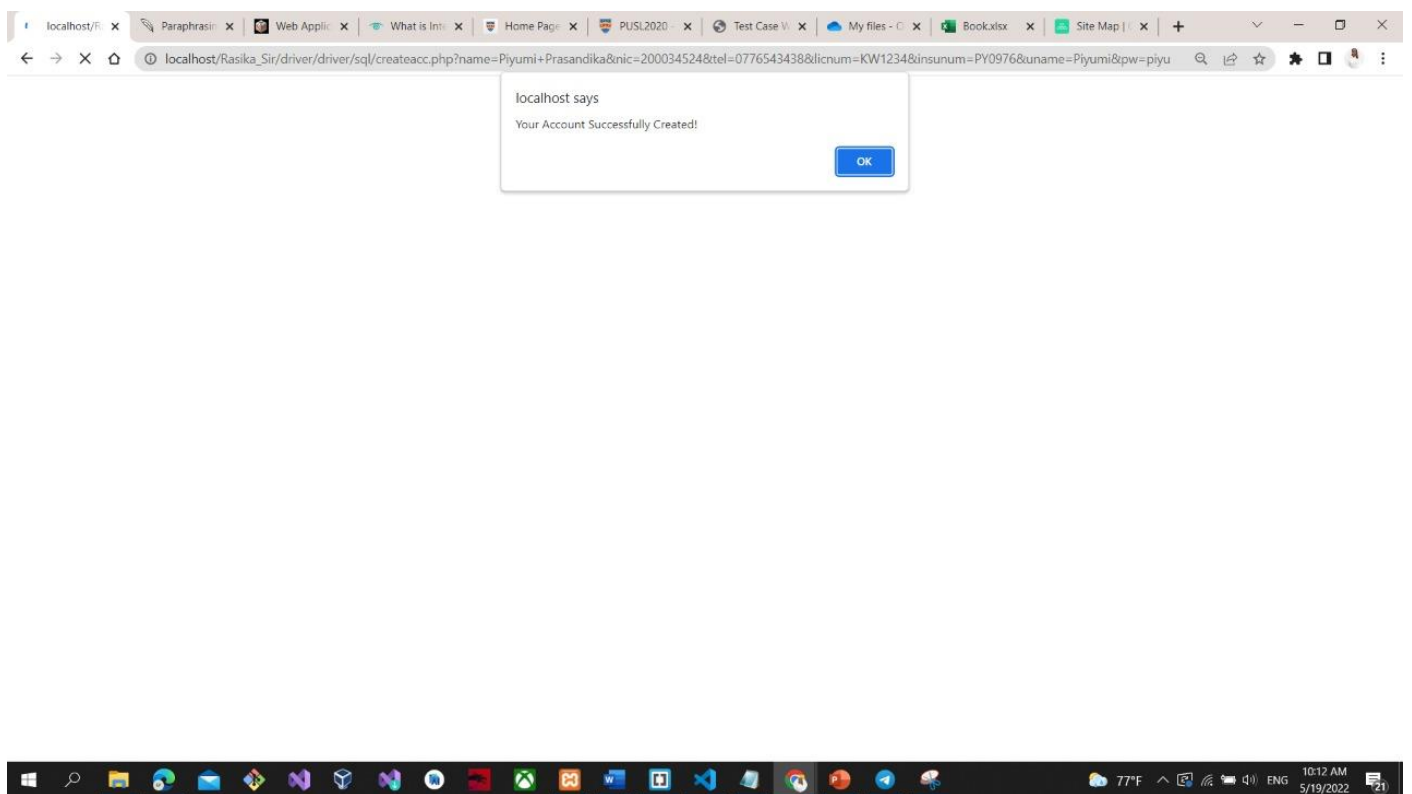 localhost/R
Paraphrasin
Web Applic
What is Inte
Home Page
PUSL2020 -
Test Case W
My files - O
Book.xlsx
Site Map | C
localhost/Rasika_Sir/driver/driver/sql/createacc.php?name=Piyumi+Prasandika&nic=200034524&tel=0776543438&licnum=KW1234&insunum=PY0976&uname=Piyumi&pw=piyu
localhost says
Your Account Successfully Created!
OK
77°F
ENG
10:12 AM
5/19/2022
21